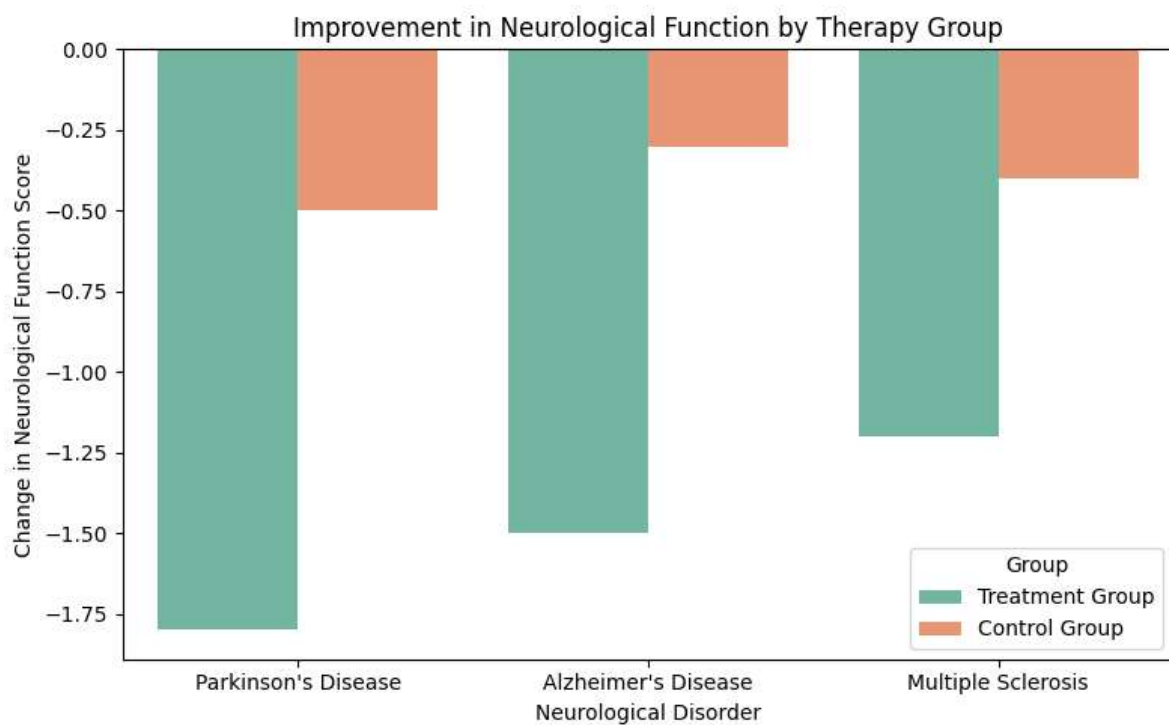 Improvement in Neurological Function by Therapy Group
Change in Neurological Function Score
0.00
−0.25
−0.50
−0.75
−1.00
−1.25
−1.50
−1.75
Group
Treatment Group
Control Group
Parkinson's Disease
Alzheimer's Disease
Multiple Sclerosis
Neurological Disorder